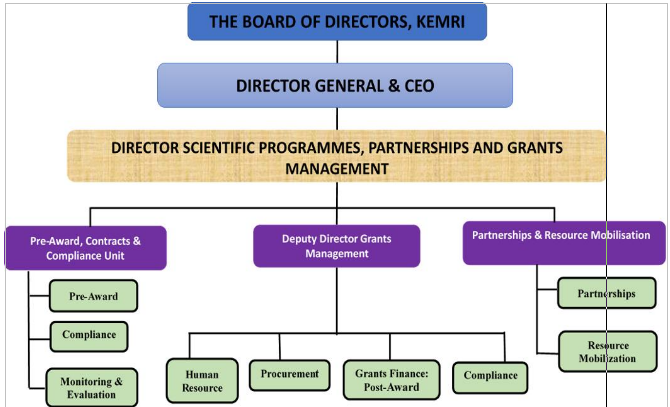 THE BOARD OF DIRECTORS, KEMRI
DIRECTOR GENERAL & CEO
DIRECTOR SCIENTIFIC PROGRAMMES, PARTNERSHIPS AND GRANTS
MANAGEMENT
Pre-Award, Contracts &
Compliance Unit
Deputy Director Grants
Management
Partnerships & Resource Mobilisation
Pre-Award
Compliance
Monitoring &
Evaluation
Human
Resource
Procurement
Grants Finance:
Post-Award
Compliance
Partnerships
Resource
Mobilization